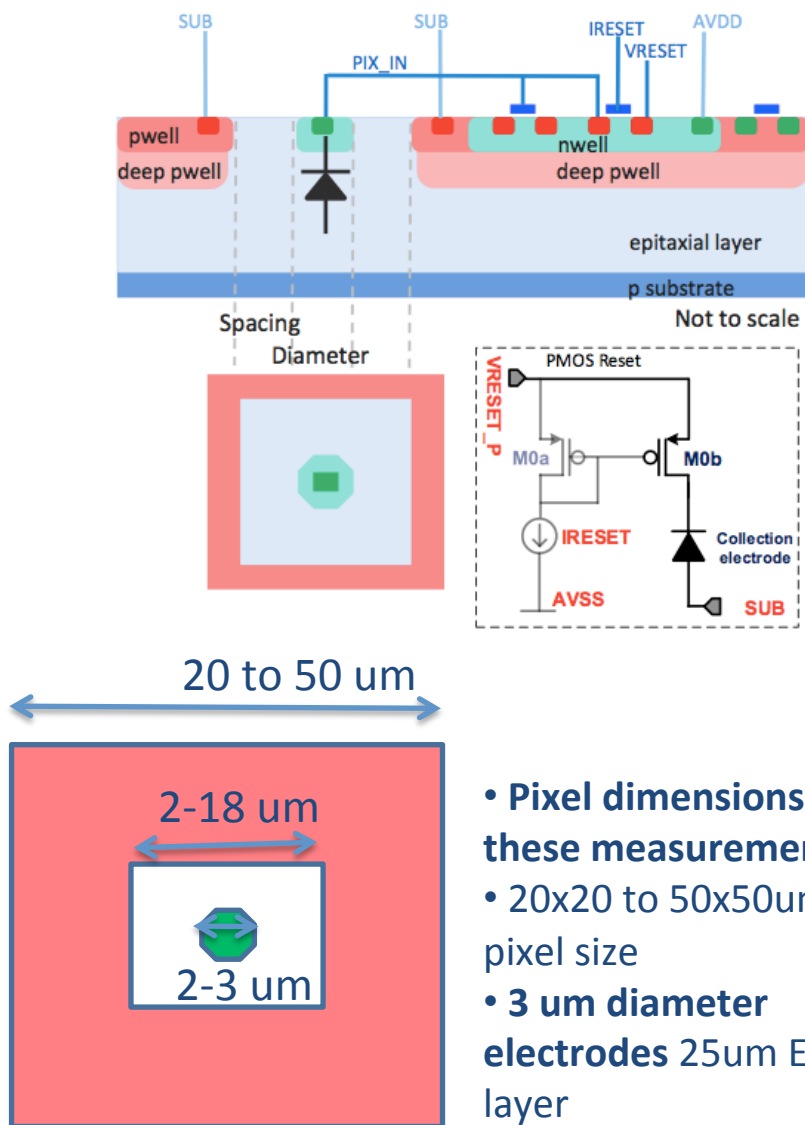 SUB
SUB
IRESET
AVDD
VRESET
PIX_IN
pwell
nwell
deep pwell
deep pwell
epitaxial layer
p substrate
Spacing
Not to scale
Diameter
PMOS Reset
VRESET_P
M0a
M0b
IRESET
Collection
electrode
AVSS
SUB
20 to 50 um
2-18 um
2-3 um
• Pixel dimensions
these
• 20x20 to
pixel size
• 3 um diameter
electrodes 25um
layer